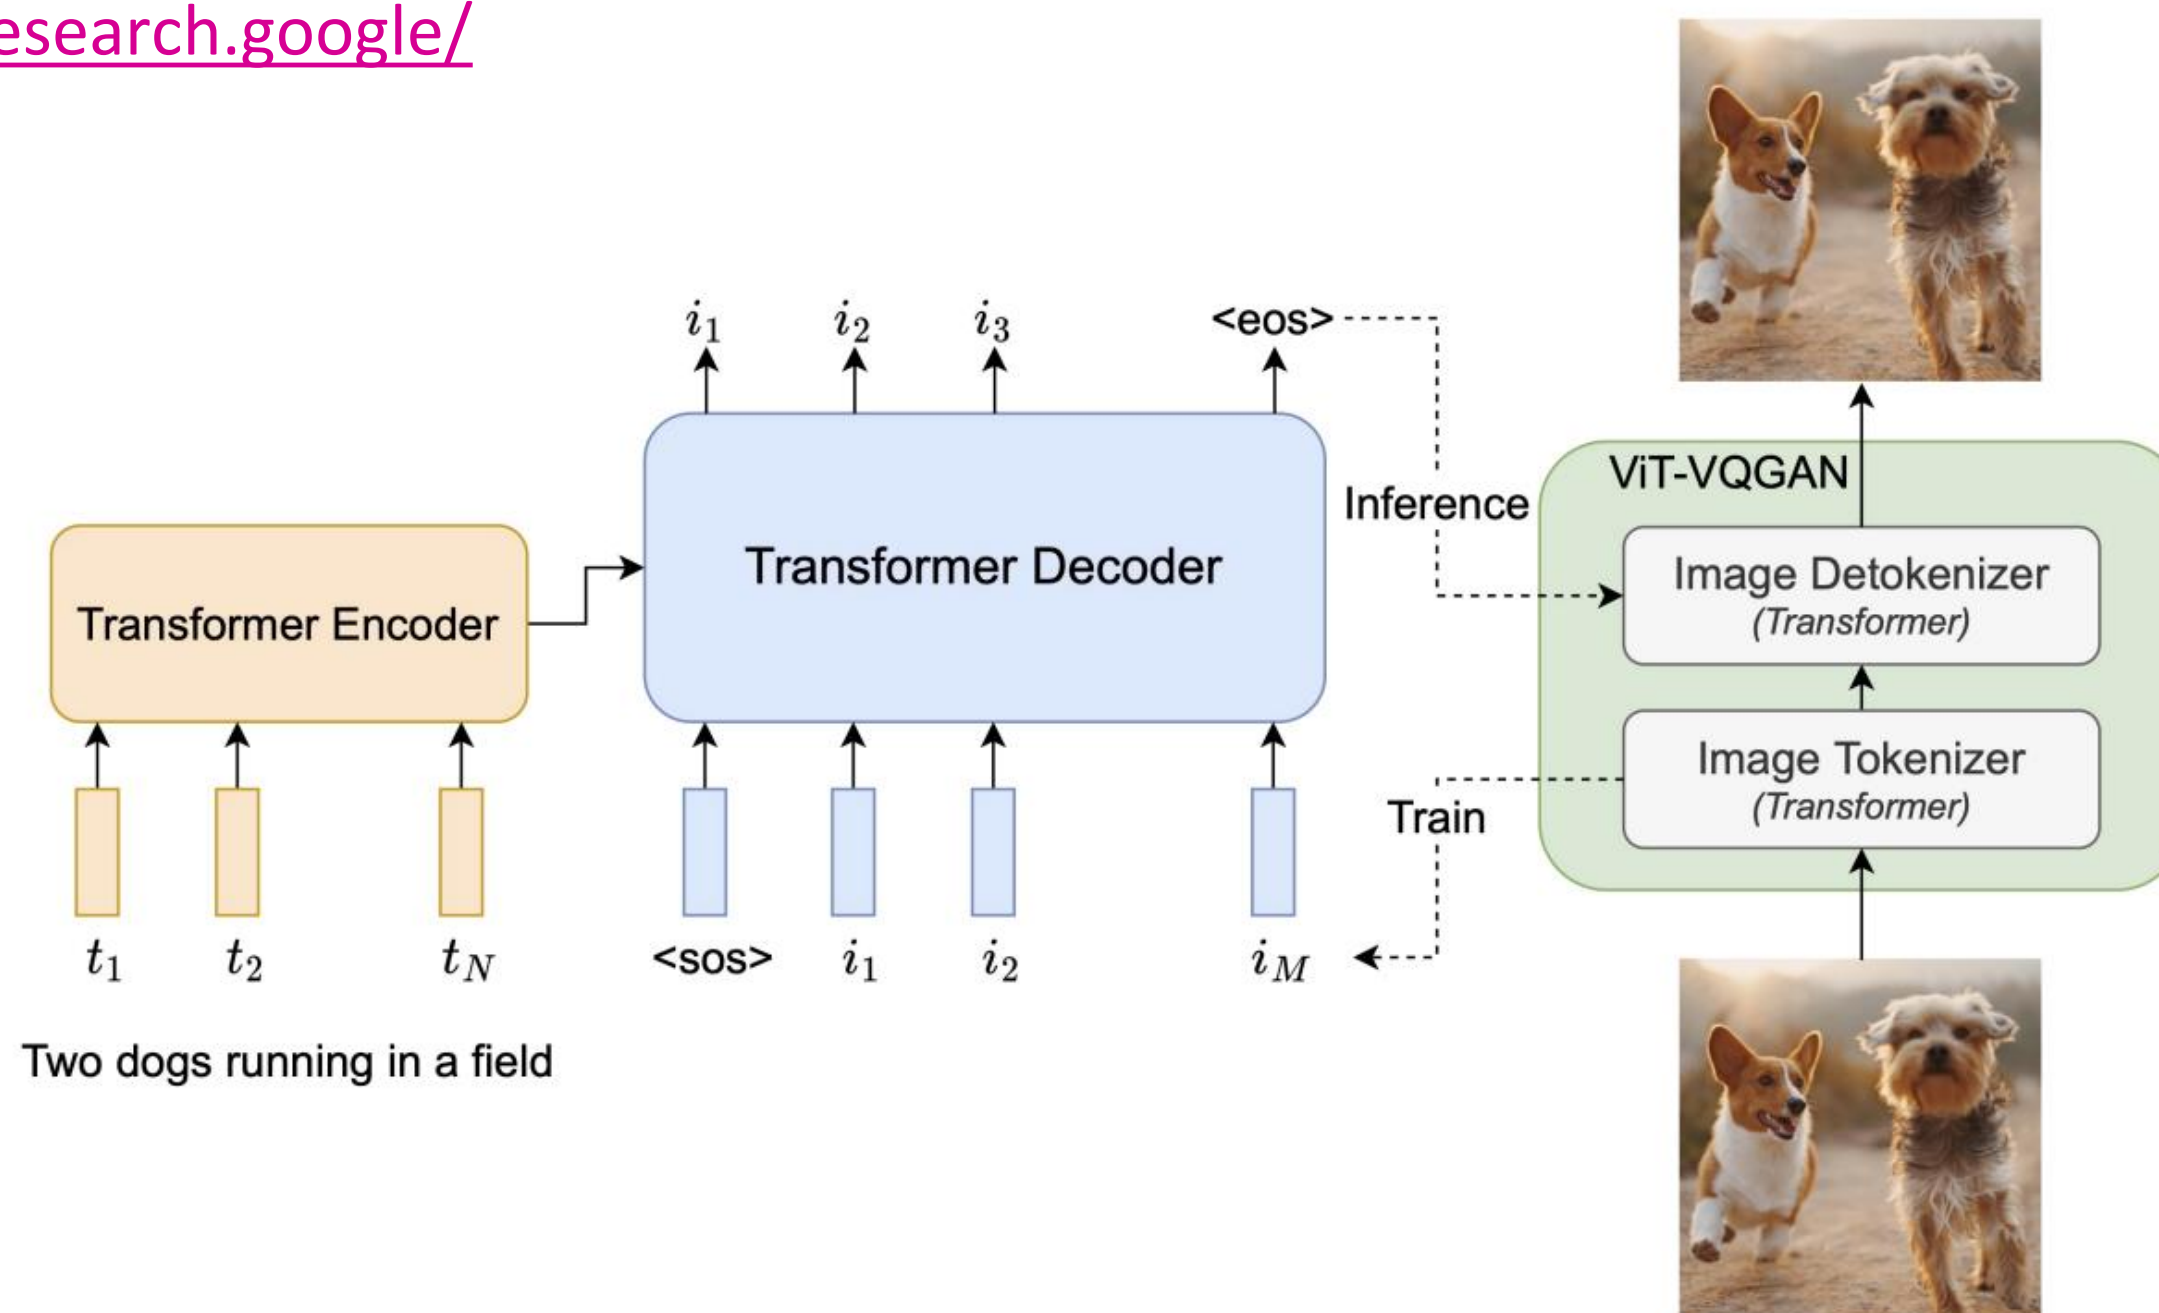 esearch.google/
i1 i2 i3 <eos>
ViT-VQGAN
Inference
Transformer Decoder
Image Detokenizer
(Transformer)
Transformer Encoder
Image Tokenizer
(Transformer)
Train
t1 t2 tN <sos> i1 i2 iM
Two dogs running in a field